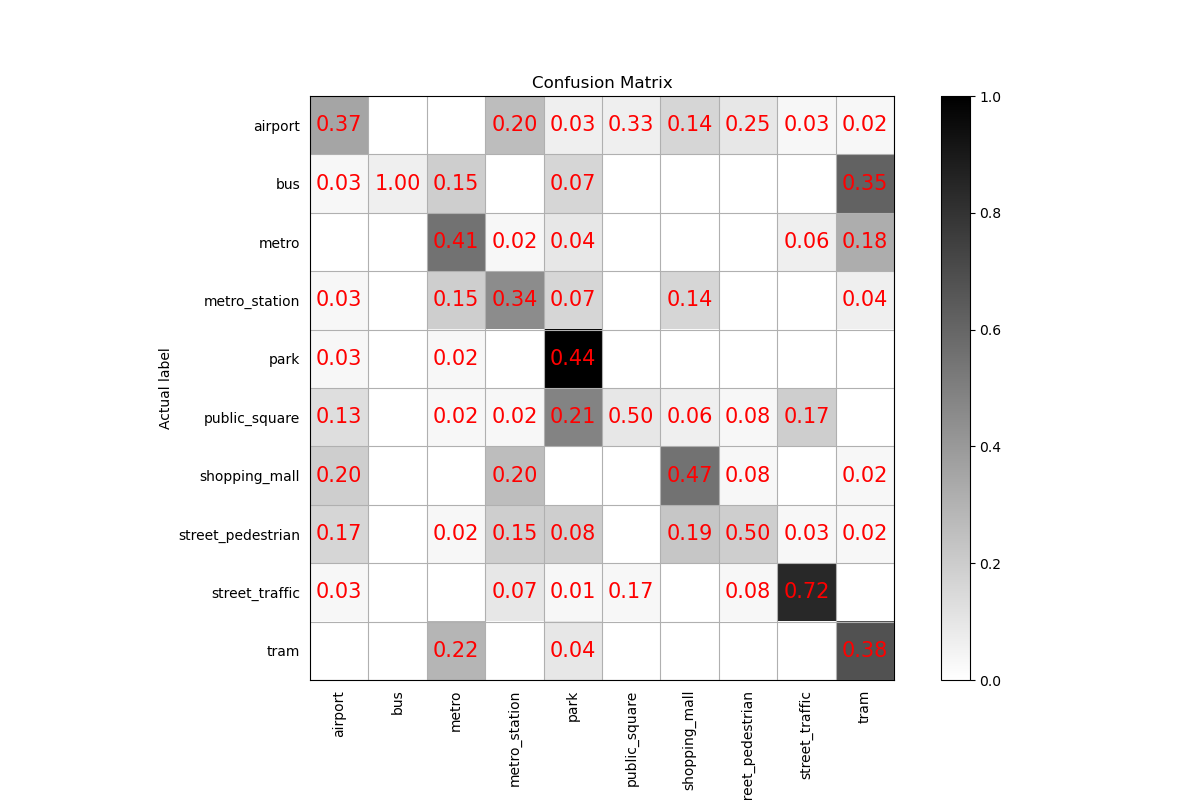 Confusion Matrix
Actual label
airport 0.37 0.20 0.03 0.33 0.14 0.25 0.03 0.02
bus 0.03 1.00 0.15 0.07 0.35
metro 0.41 0.02 0.04 0.06 0.18
metro_station 0.03 0.15 0.34 0.07 0.14 0.04
park 0.03 0.02 0.44
public_square 0.13 0.02 0.02 0.21 0.50 0.06 0.08 0.17
shopping_mall 0.20 0.20 0.47 0.08 0.02
street_pedestrian 0.17 0.02 0.15 0.08 0.19 0.50 0.03 0.02
street_traffic 0.03 0.07 0.01 0.17 0.08 0.72
tram 0.22 0.04 0.38
airport bus metro metro_station park public_square shopping_mall reet_pedestrian street_traffic tram
1.0
0.8
0.6
0.4
0.2
0.0